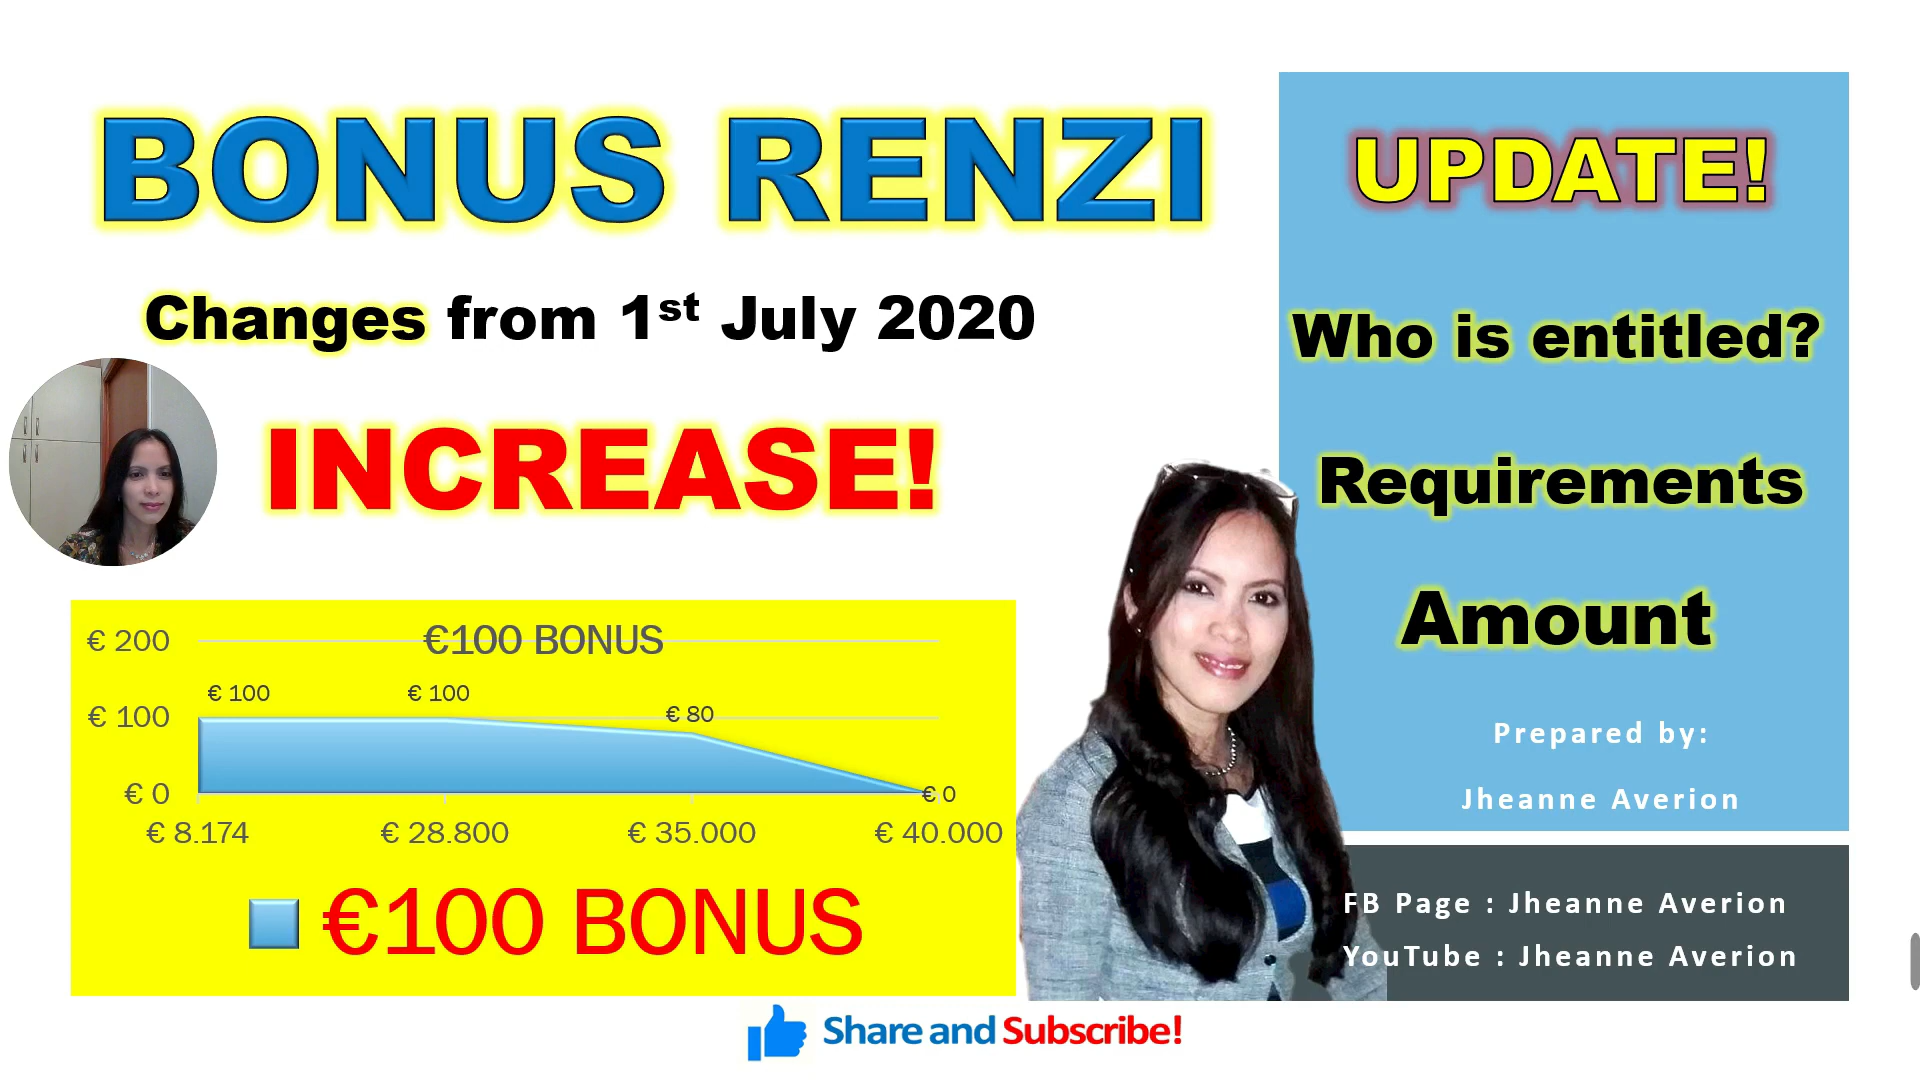 BONUS RENZI
Changes from 1st July 2020
INCREASE!
€100 BONUS
€ 200
€ 100
€ 0
€ 100
€ 100
€ 80
€ 0
€ 8.174
€ 28.800
€ 35.000
€ 40.000
€100 BONUS
UPDATE!
Who is entitled?
Requirements
Amount
Prepared by:
Jheanne Averion
FB Page : Jheanne Averion
YouTube : Jheanne Averion
Share and Subscribe!